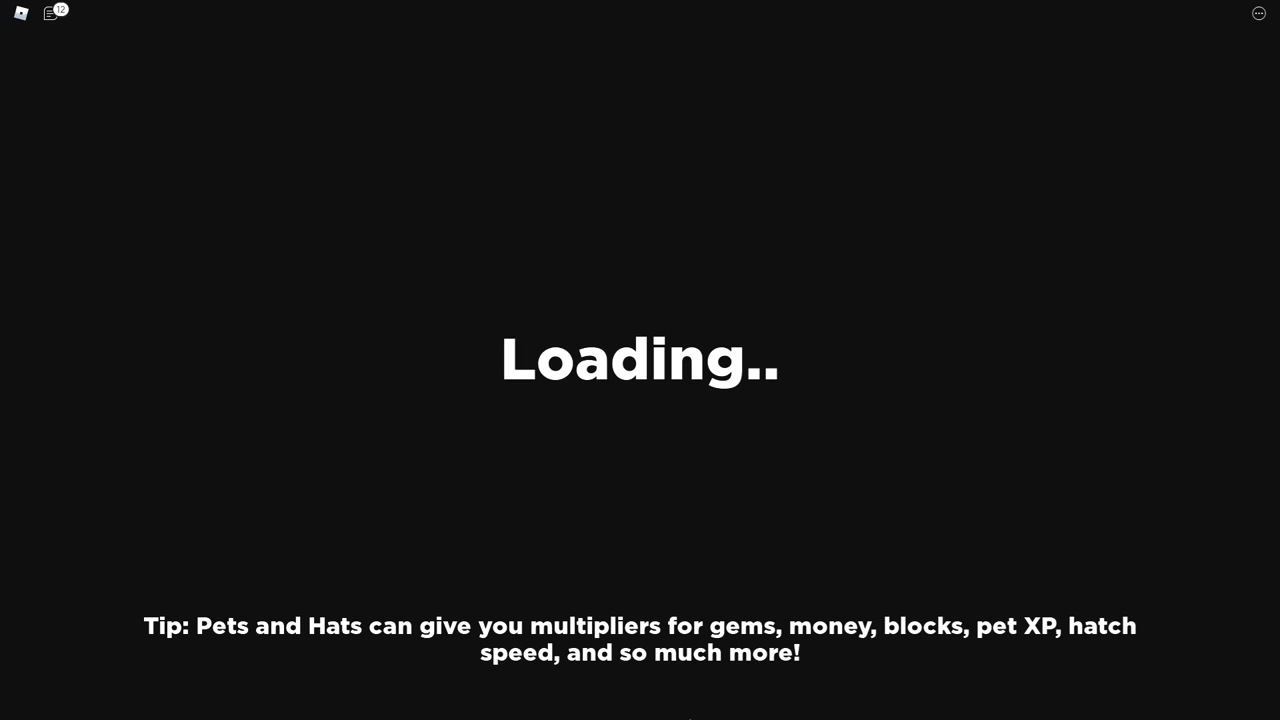 12
Loading..
Tip: Pets and Hats can give you multipliers for gems, money, blocks, pet XP, hatch
speed, and so much more!